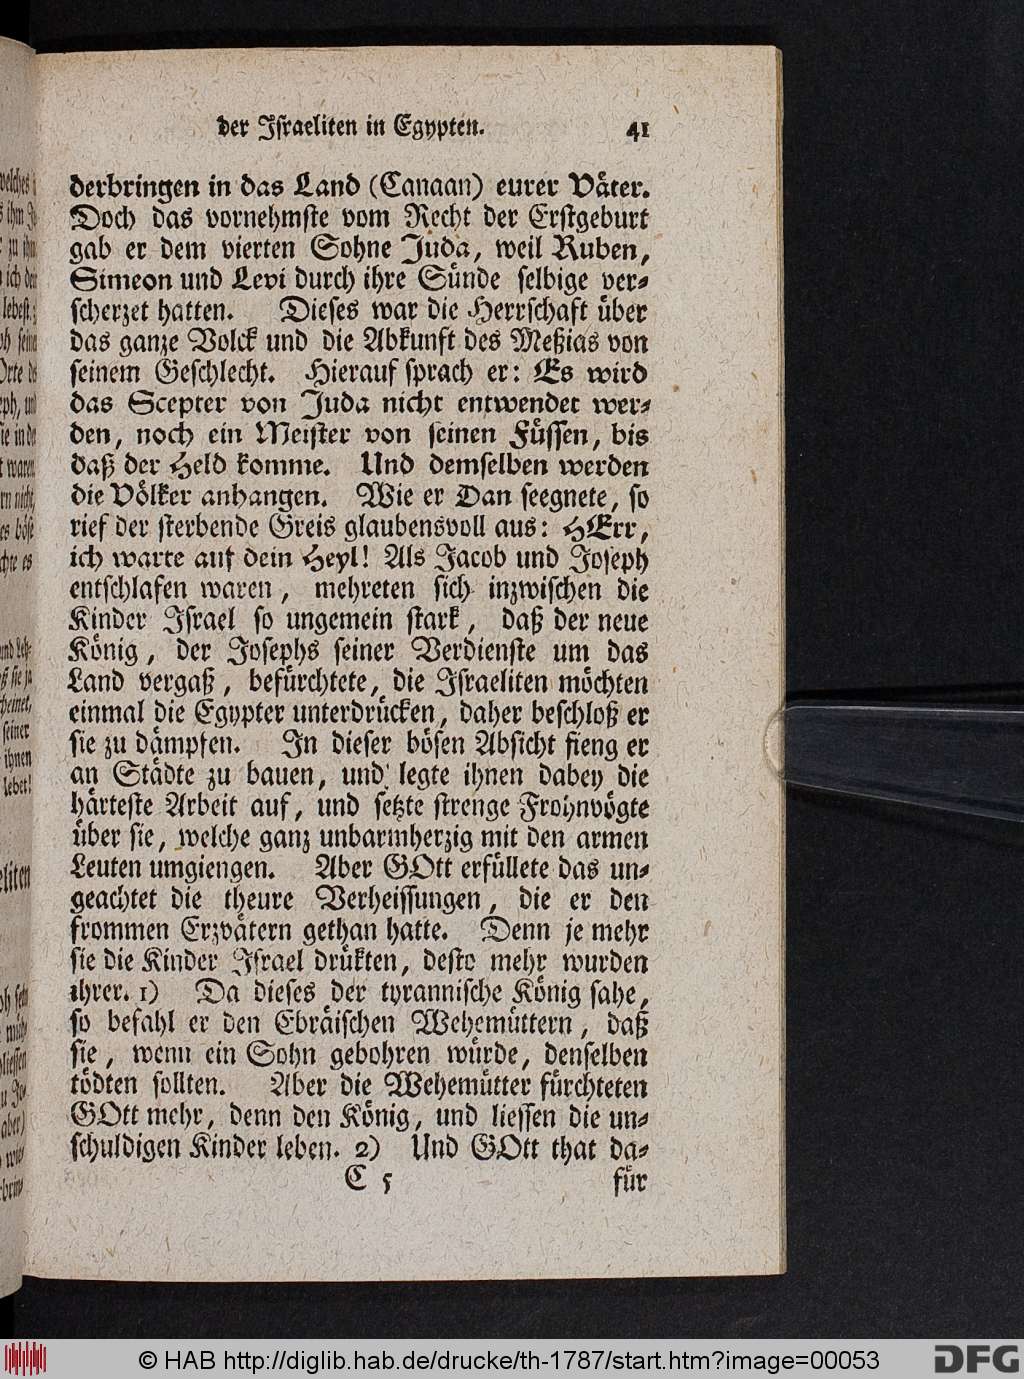 der Israeliten in Egypten. 41
derbringen in das Land (Canaan) eurer Väter.
Doch das vornehmste vom Recht der Erstgeburt
gab er dem vierten Sohne Juda, weil Ruben,
Simeon und Levi durch ihre Sünde selbige ver-
scherzet hatten. Dieses war die Herrschaft über
das ganze Volck und die Abkunft des Meßias von
seinem Geschlecht. Hierauf sprach er: Es wird
das Scepter von Juda nicht entwendet wer-
den, noch ein Meister von seinen Füssen, bis
daß der Held komme. Und demselben werden
die Völker anhangen. Wie er Dan seegnete, so
rief der sterbende Greis glaubensvoll aus: HErr,
ich warte auf dein Heyl! Als Jacob und Joseph
entschlafen waren, mehreten sich inzwischen die
Kinder Israel so ungemein stark, daß der neue
König, der Josephs seiner Verdienste um das
Land vergaß, befürchtete, die Israeliten möchten
einmal die Egypter unterdrücken, daher beschloß er
sie zu dämpfen. In dieser bösen Absicht fieng er
an Städte zu bauen, und legte ihnen dabey die
härteste Arbeit auf, und setzte strenge Frohnvögte
über sie, welche ganz unbarmherzig mit den armen
Leuten umgiengen. Aber GOtt erfüllete das un-
geachtet die theure Verheissungen, die er den
frommen Erzvätern gethan hatte. Denn je mehr
sie die Kinder Israel drükten, desto mehr wurden
ihrer. 1) Da dieses der tyrannische König sahe,
so befahl er den Ebräischen Wehemüttern, daß
sie, wenn ein Sohn gebohren würde, denselben
tödten sollten. Aber die Wehemütter fürchteten
GOtt mehr, denn den König, und liessen die un-
schuldigen Kinder leben. 2) Und GOtt that da-
C 5 für
© HAB http://diglib.hab.de/drucke/th-1787/start.htm?image=00053
DFG